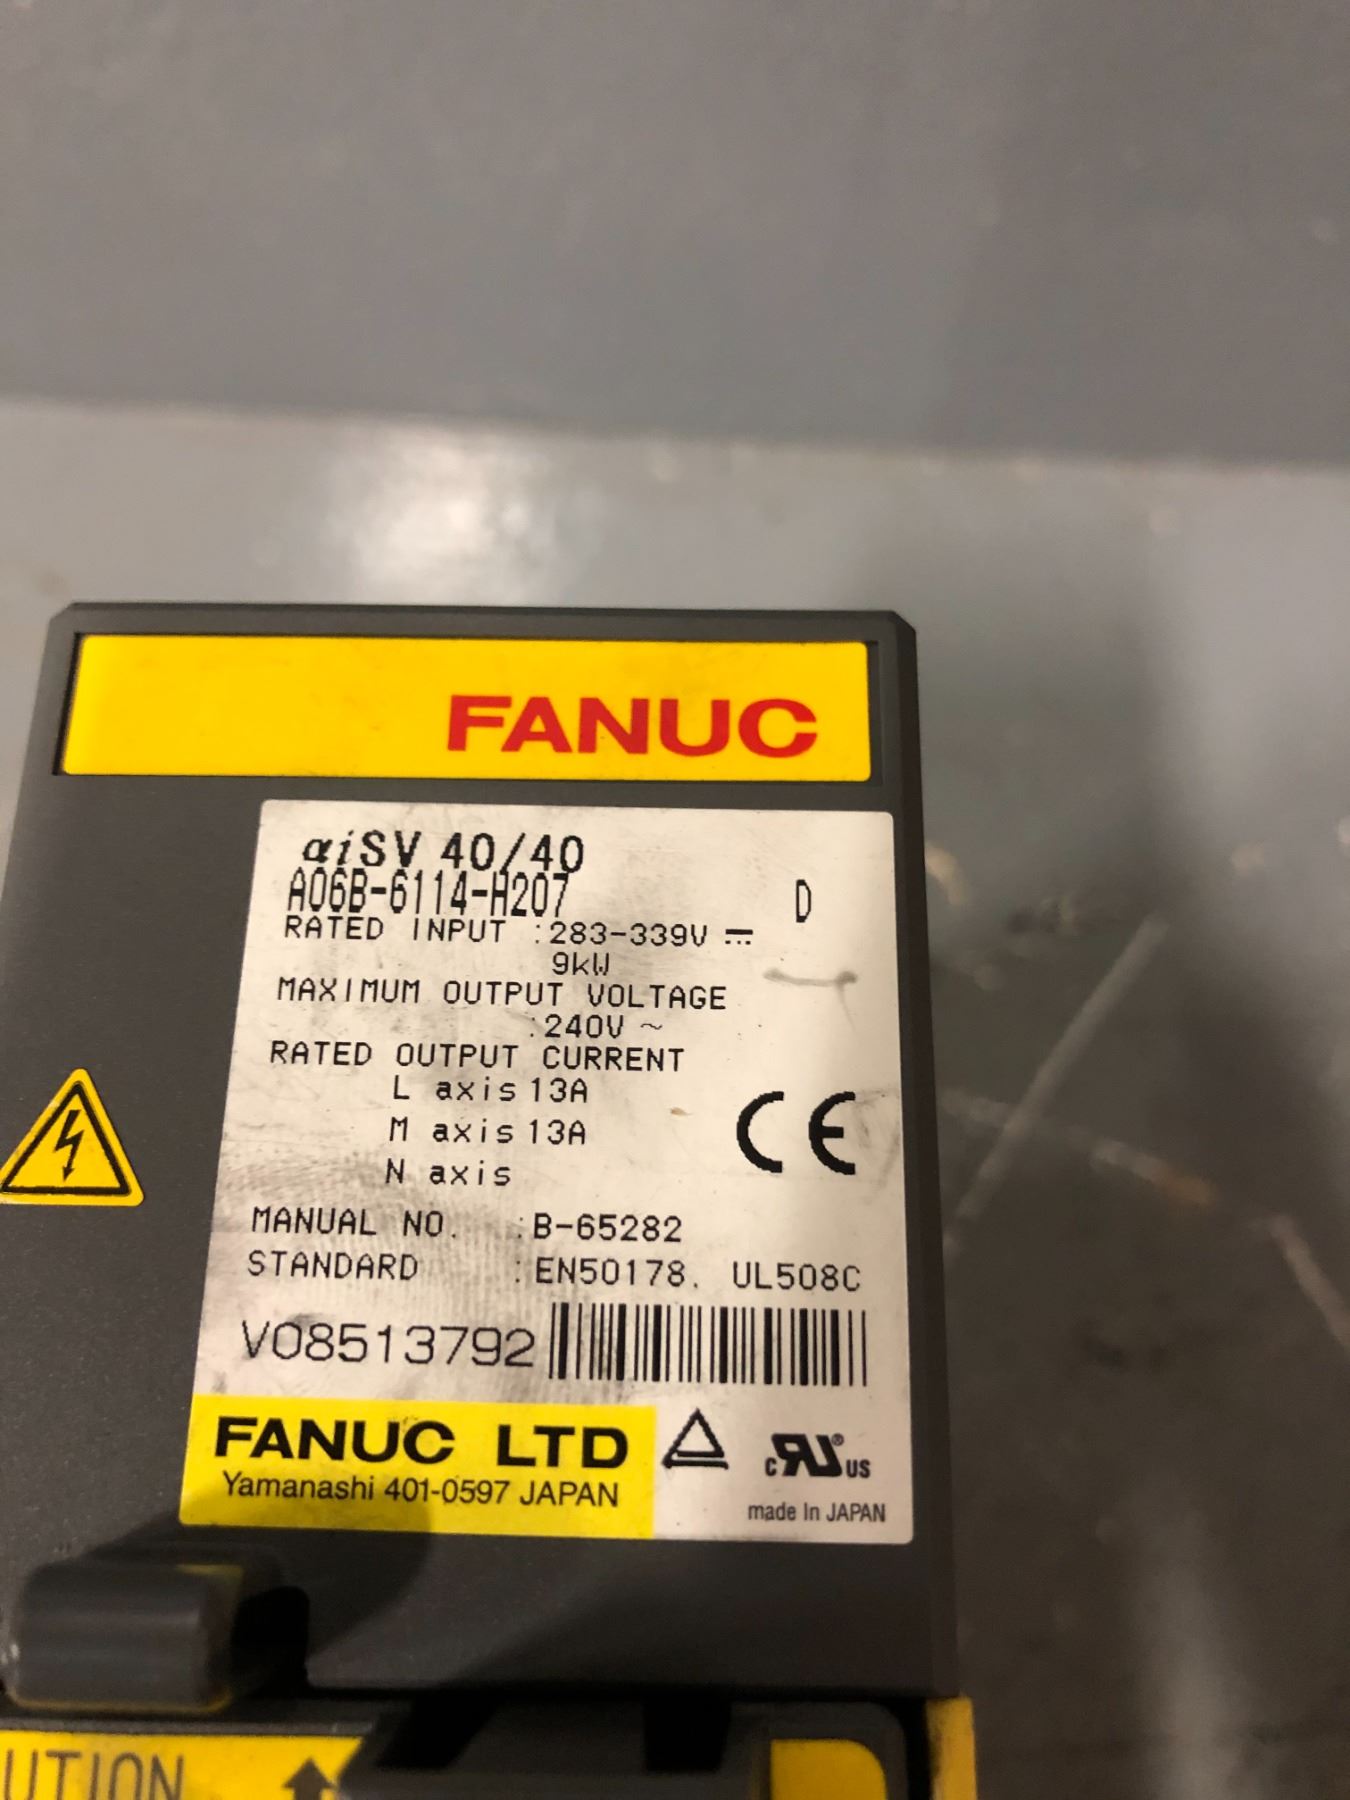 FANUC
αiSV 40/40
A06B-6114-H207 D
RATED INPUT :283-339V ⎓
9kW
MAXIMUM OUTPUT VOLTAGE
:240V ~
RATED OUTPUT CURRENT
L axis 13A
M axis 13A
N axis
CE
MANUAL NO. :B-65282
STANDARD :EN50178. UL508C
V08513792
FANUC LTD
Yamanashi 401-0597 JAPAN
c RU ® US
made In JAPAN
UTION